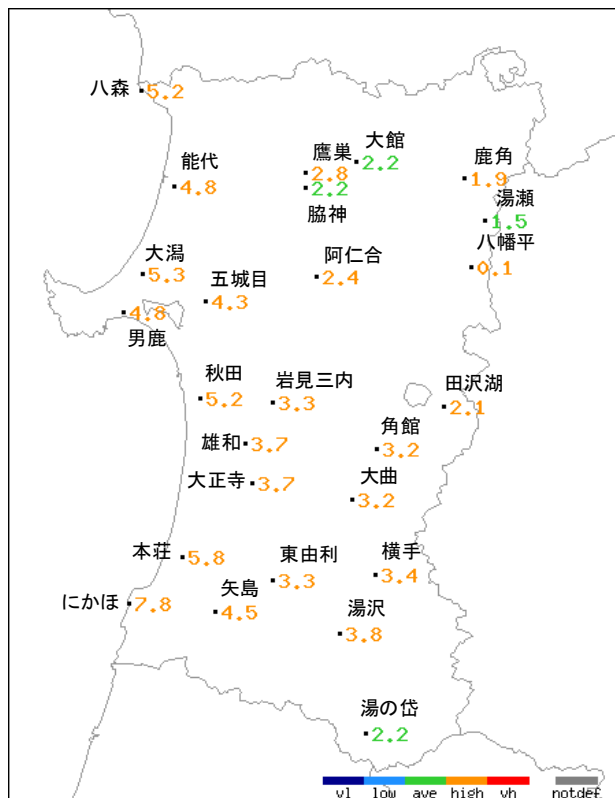 八森
5.2
大館
2.2
鷹巣
2.8
2.2
脇神
能代
4.8
鹿角
1.9
湯瀬
1.5
八幡平
0.1
大潟
5.3
五城目
4.3
阿仁合
2.4
4.8
男鹿
秋田
5.2
岩見三内
3.3
田沢湖
2.1
雄和
3.7
角館
3.2
大正寺
3.7
大曲
3.2
本荘
5.8
東由利
3.3
横手
3.4
にかほ
7.8
矢島
4.5
湯沢
3.8
湯の岱
2.2
vl low ave high vh notdef